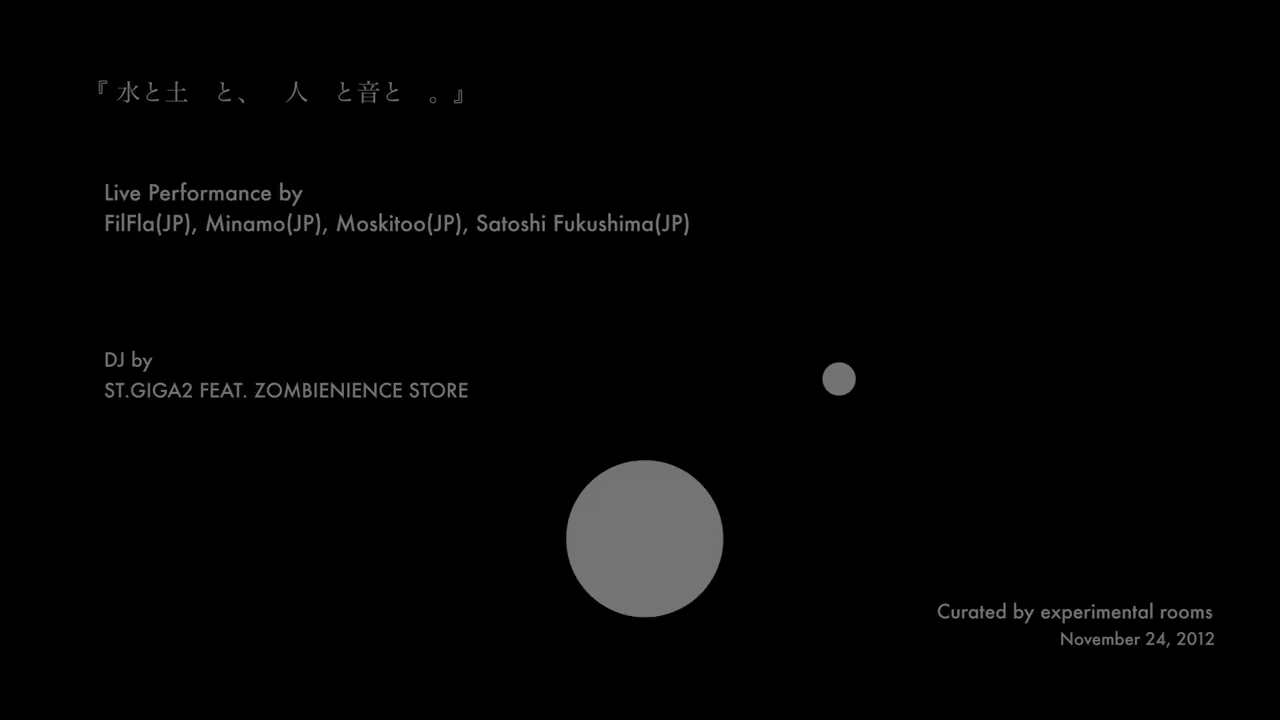 『 水と土　と、　人　と音と　。』
Live Performance by
FilFla(JP), Minamo(JP), Moskitoo(JP), Satoshi Fukushima(JP)
DJ by
ST.GIGA2 FEAT. ZOMBIENIENCE STORE
Curated by experimental rooms
November 24, 2012